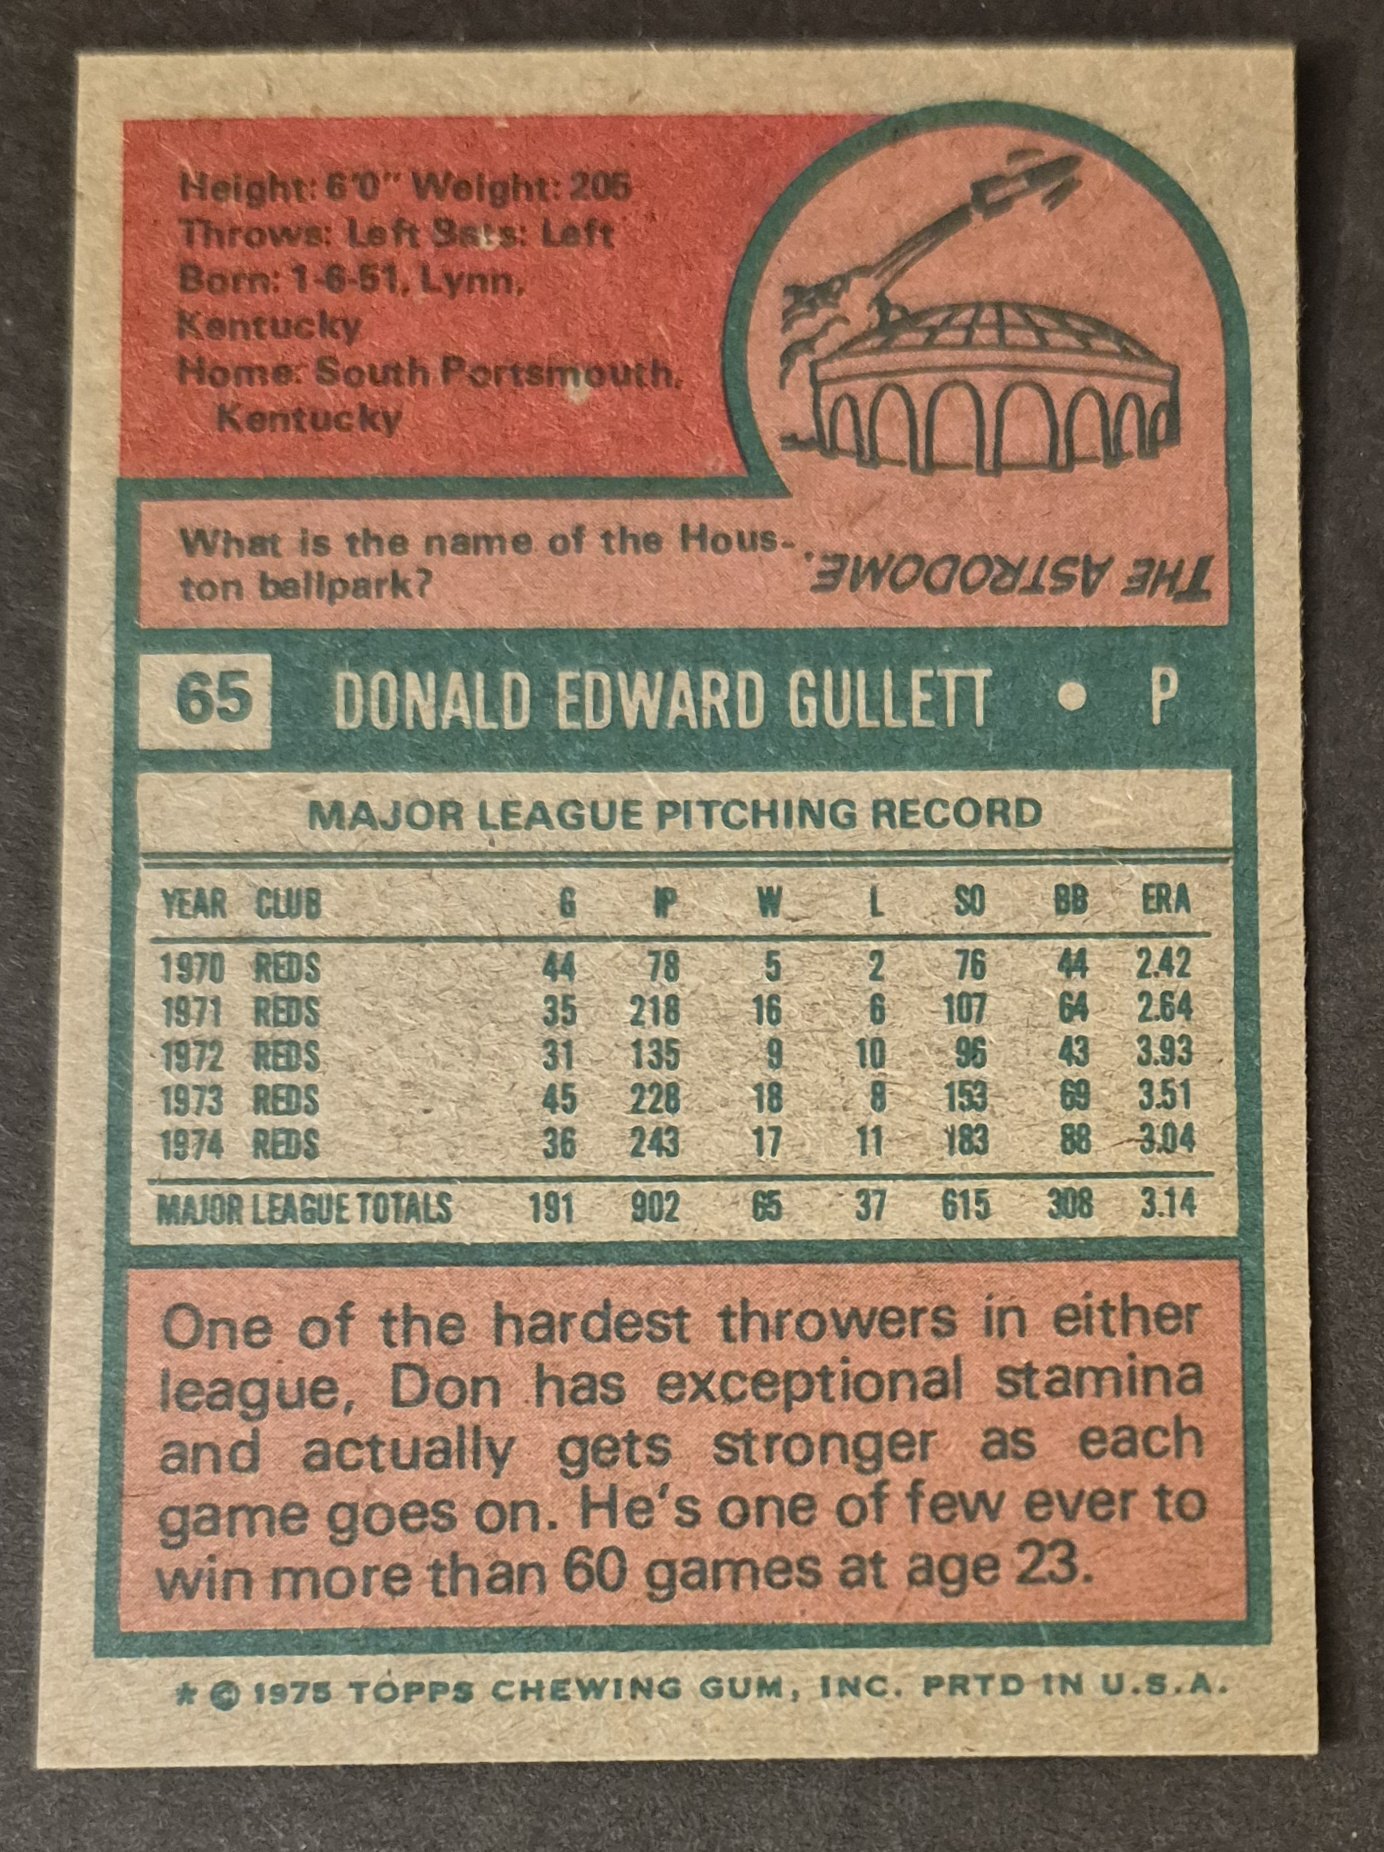 Height: 6'0" Weight: 205
Throws: Left Bats: Left
Born: 1-6-51, Lynn,
Kentucky
Home: South Portsmouth,
Kentucky
What is the name of the Hous-
ton ballpark?
THE ASTRODOME.
65 DONALD EDWARD GULLETT • P
MAJOR LEAGUE PITCHING RECORD
YEAR CLUB G IP W L SO BB ERA
1970 REDS 44 78 5 2 76 44 2.42
1971 REDS 35 218 16 6 107 64 2.64
1972 REDS 31 135 9 10 96 43 3.93
1973 REDS 45 228 18 8 153 69 3.51
1974 REDS 36 243 17 11 183 88 3.04
MAJOR LEAGUE TOTALS 191 902 65 37 615 308 3.14
One of the hardest throwers in either
league, Don has exceptional stamina
and actually gets stronger as each
game goes on. He's one of few ever to
win more than 60 games at age 23.
* © 1975 TOPPS CHEWING GUM, INC. PRTD IN U.S.A.